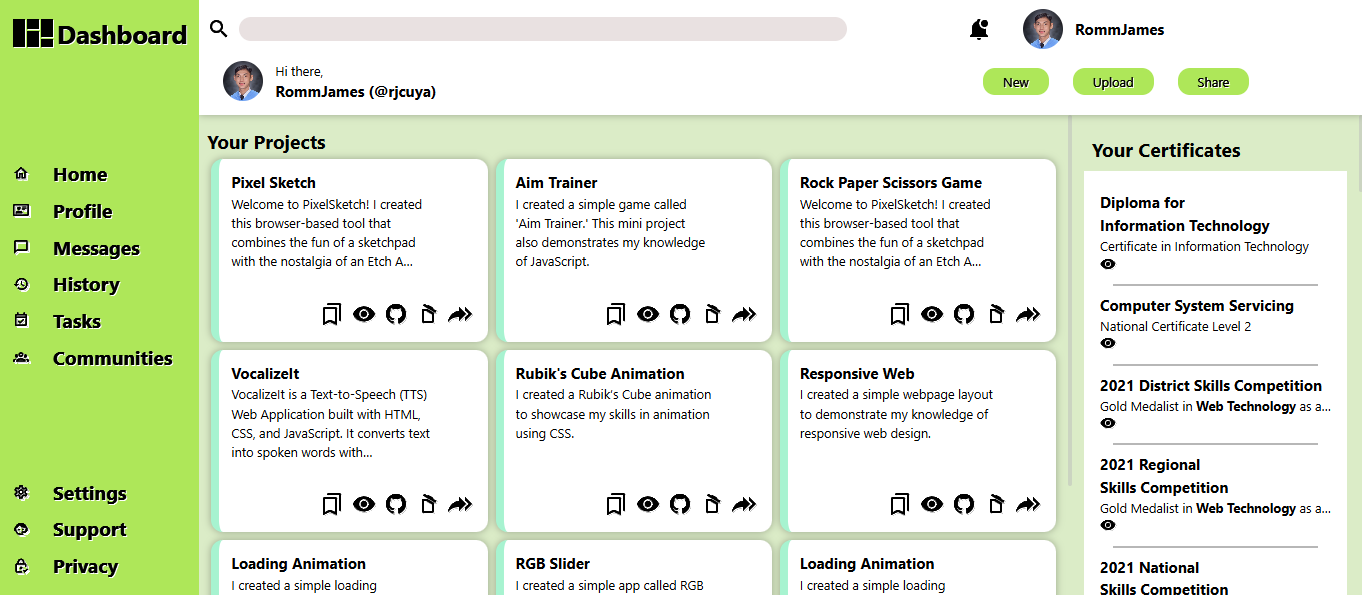 Dashboard
RommJames
Hi there,
RommJames (@rjcuya)
New
Upload
Share
Home
Profile
Messages
History
Tasks
Communities
Settings
Support
Privacy
Your Projects
Pixel Sketch
Welcome to PixelSketch! I created
this browser-based tool that
combines the fun of a sketchpad
with the nostalgia of an Etch A...
Aim Trainer
I created a simple game called
'Aim Trainer.' This mini project
also demonstrates my knowledge
of JavaScript.
Rock Paper Scissors Game
Welcome to PixelSketch! I created
this browser-based tool that
combines the fun of a sketchpad
with the nostalgia of an Etch A...
VocalizeIt
VocalizeIt is a Text-to-Speech (TTS)
Web Application built with HTML,
CSS, and JavaScript. It converts text
into spoken words with...
Rubik's Cube Animation
I created a Rubik's Cube animation
to showcase my skills in animation
using CSS.
Responsive Web
I created a simple webpage layout
to demonstrate my knowledge of
responsive web design.
Loading Animation
I created a simple loading
RGB Slider
I created a simple app called RGB
Loading Animation
I created a simple loading
Your Certificates
Diploma for
Information Technology
Certificate in Information Technology
Computer System Servicing
National Certificate Level 2
2021 District Skills Competition
Gold Medalist in Web Technology as a...
2021 Regional
Skills Competition
Gold Medalist in Web Technology as a...
2021 National
Skills Competition